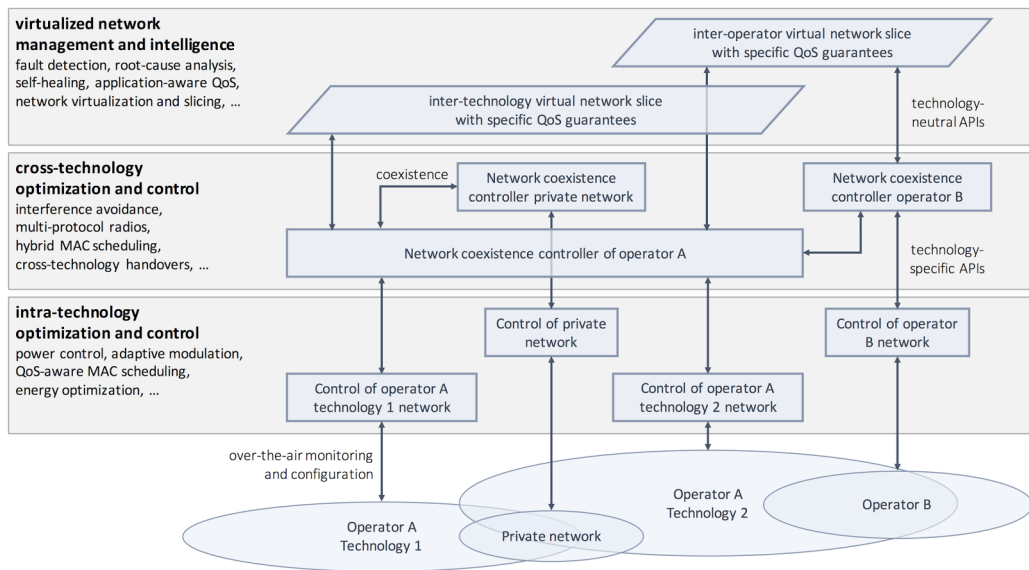 virtualized network
management and intelligence
fault detection, root-cause analysis,
self-healing, application-aware QoS,
network virtualization and slicing, ...
inter-operator virtual network slice
with specific QoS guarantees
inter-technology virtual network slice
with specific QoS guarantees
technology-
neutral APIs
cross-technology
optimization and control
interference avoidance,
multi-protocol radios,
hybrid MAC scheduling,
cross-technology handovers, ...
coexistence
Network coexistence
controller private network
Network coexistence
controller operator B
Network coexistence controller of operator A
technology-
specific APIs
intra-technology
optimization and control
power control, adaptive modulation,
QoS-aware MAC scheduling,
energy optimization, ...
Control of private
network
Control of operator
B network
Control of operator A
technology 1 network
Control of operator A
technology 2 network
over-the-air monitoring
and configuration
Operator A
Technology 1
Private network
Operator A
Technology 2
Operator B